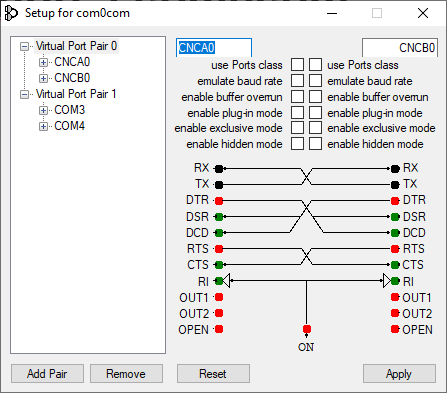 Setup for com0com
Virtual Port Pair 0
CNCA0
CNCB0
Virtual Port Pair 1
COM3
COM4
CNCA0 CNCB0
use Ports class use Ports class
emulate baud rate emulate baud rate
enable buffer overrun enable buffer overrun
enable plug-in mode enable plug-in mode
enable exclusive mode enable exclusive mode
enable hidden mode enable hidden mode
RX RX
TX TX
DTR DTR
DSR DSR
DCD DCD
RTS RTS
CTS CTS
RI RI
OUT1 OUT1
OUT2 OUT2
OPEN OPEN
ON
Add Pair Remove Reset Apply